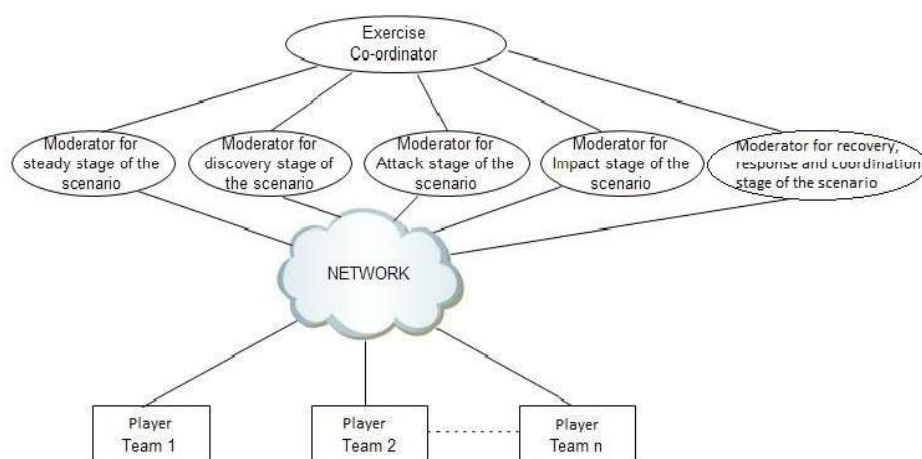 Exercise
Co-ordinator
Moderator for
steady stage of the
scenario
Moderator for
discovery stage of
the scenario
Moderator for
Attack stage of the
scenario
Moderator for
Impact stage of the
scenario
Moderator for recovery,
response and coordination
stage of the scenario
NETWORK
Player
Team 1
Player
Team 2
Player
Team n